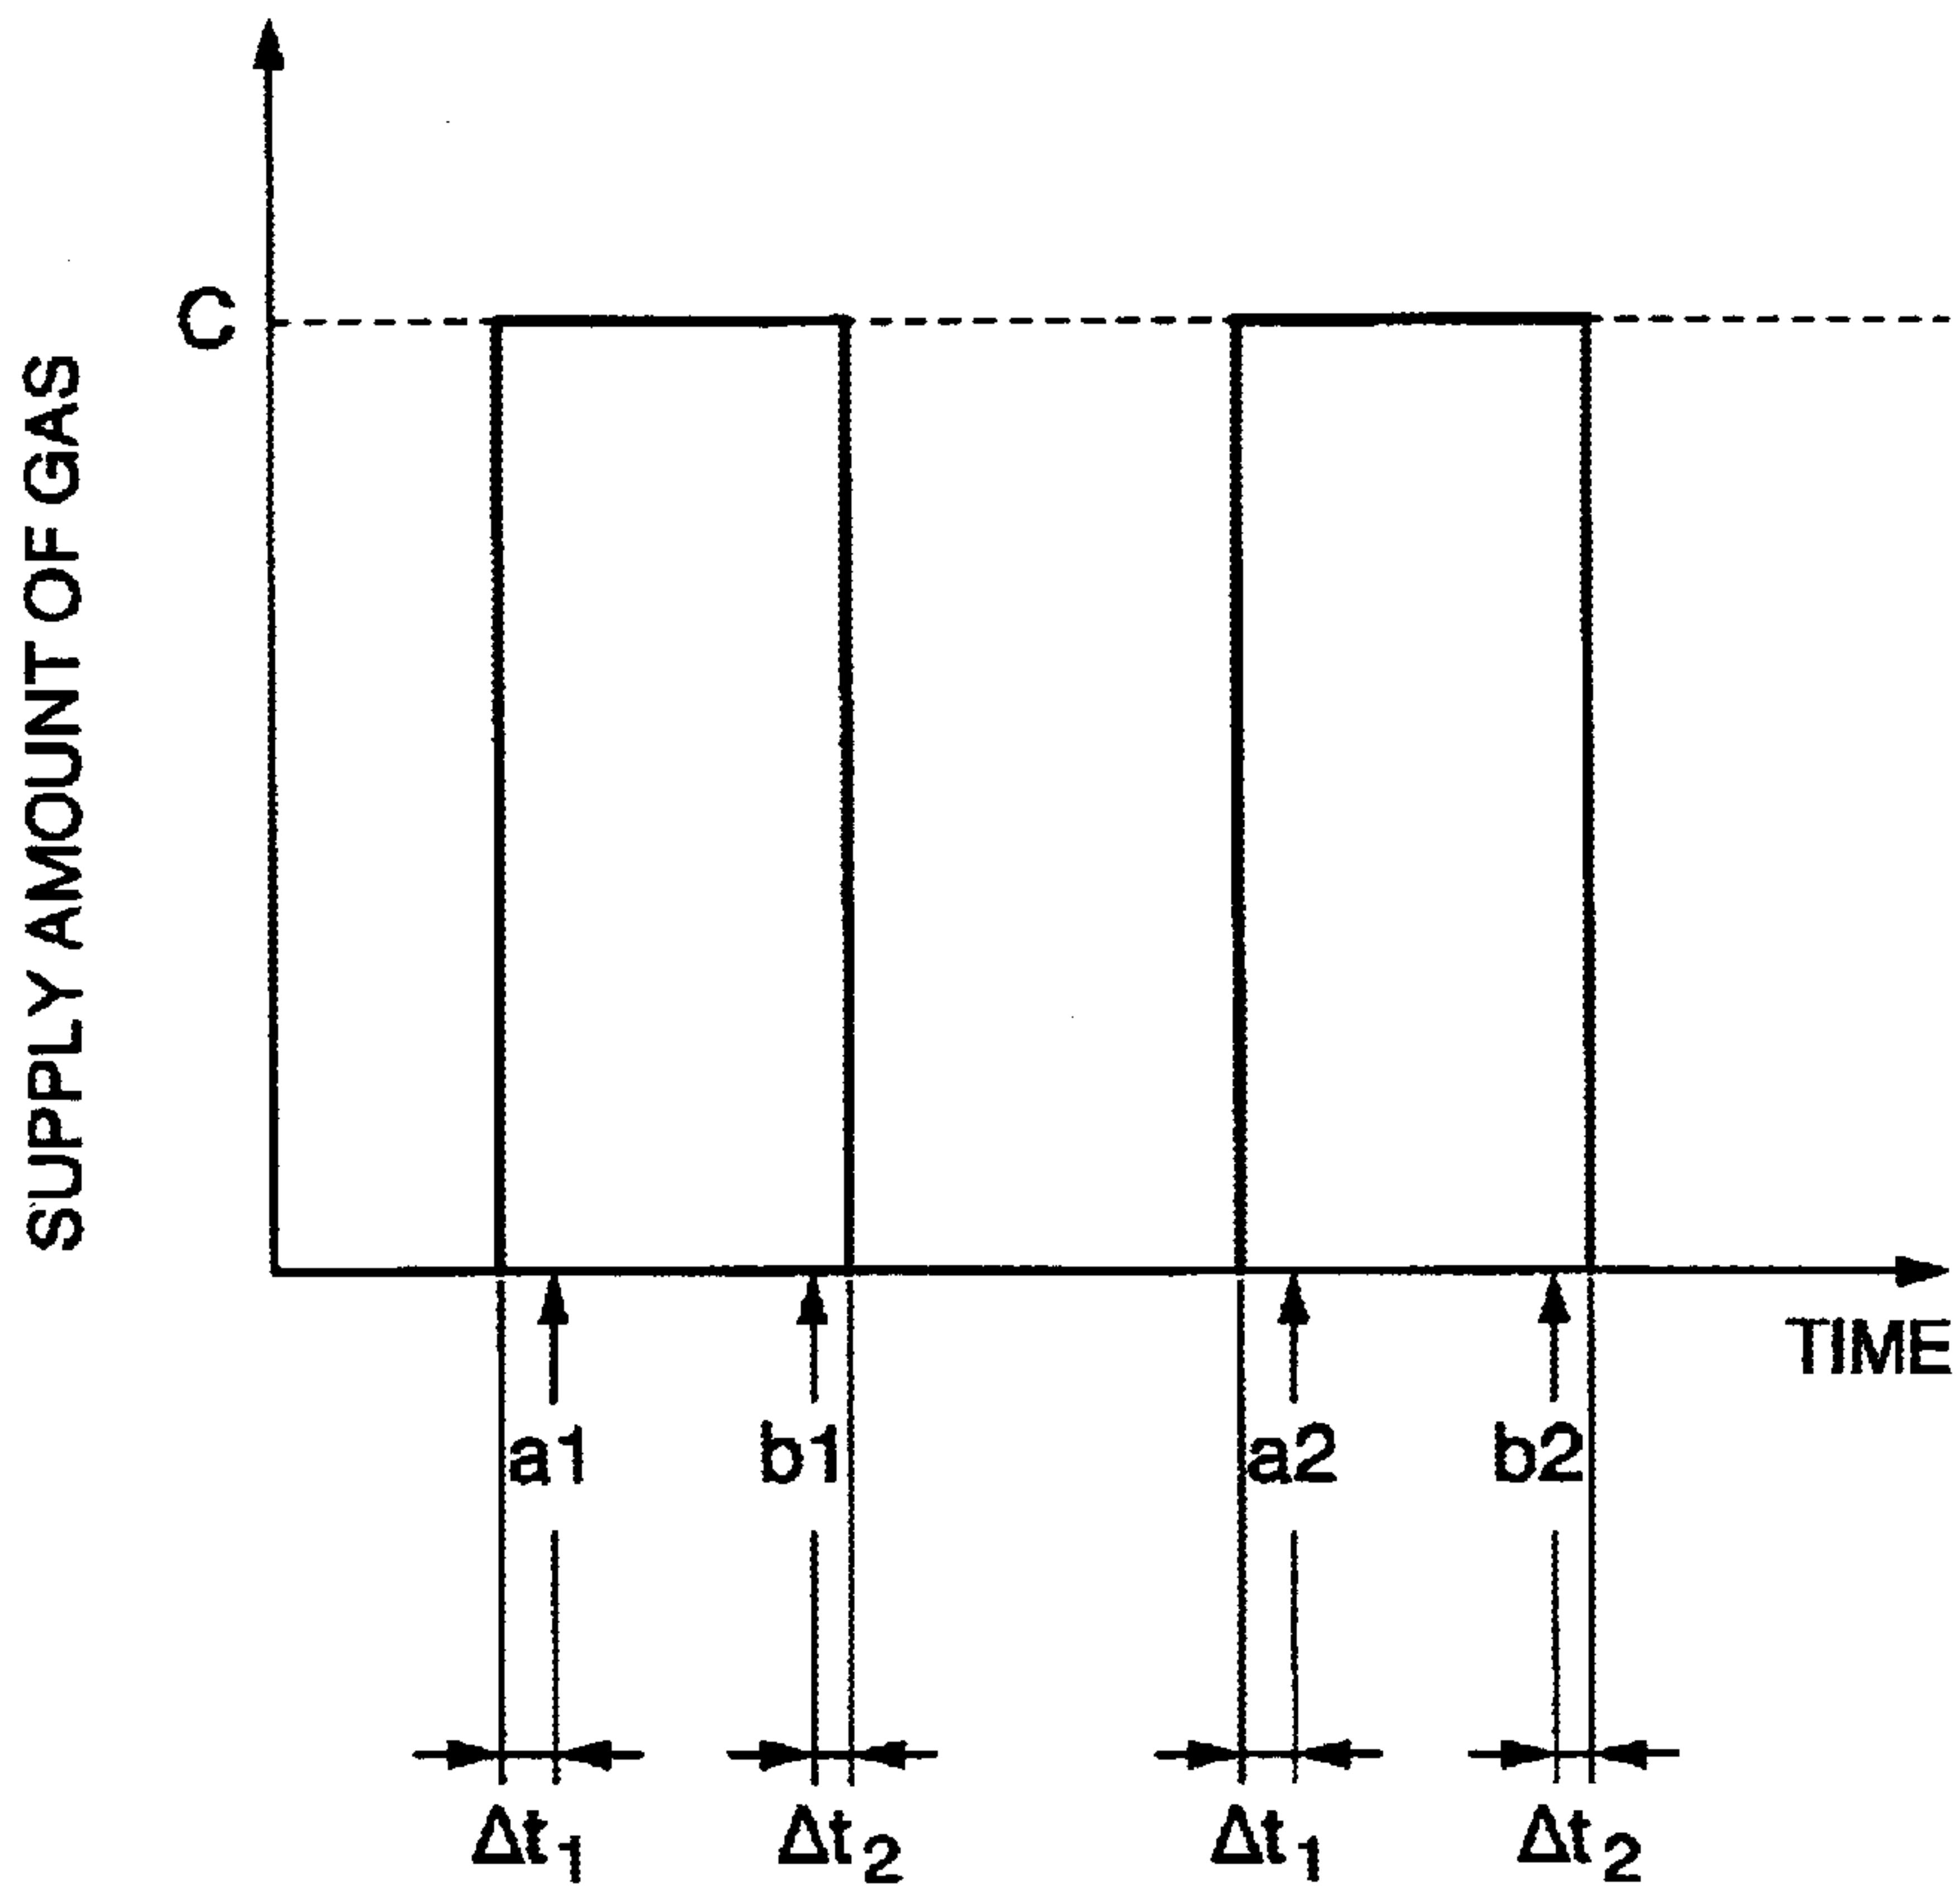 C
SUPPLY AMOUNT OF GAS
TIME
a1 b1 a2 b2
Δt1 Δt2 Δt1 Δt2